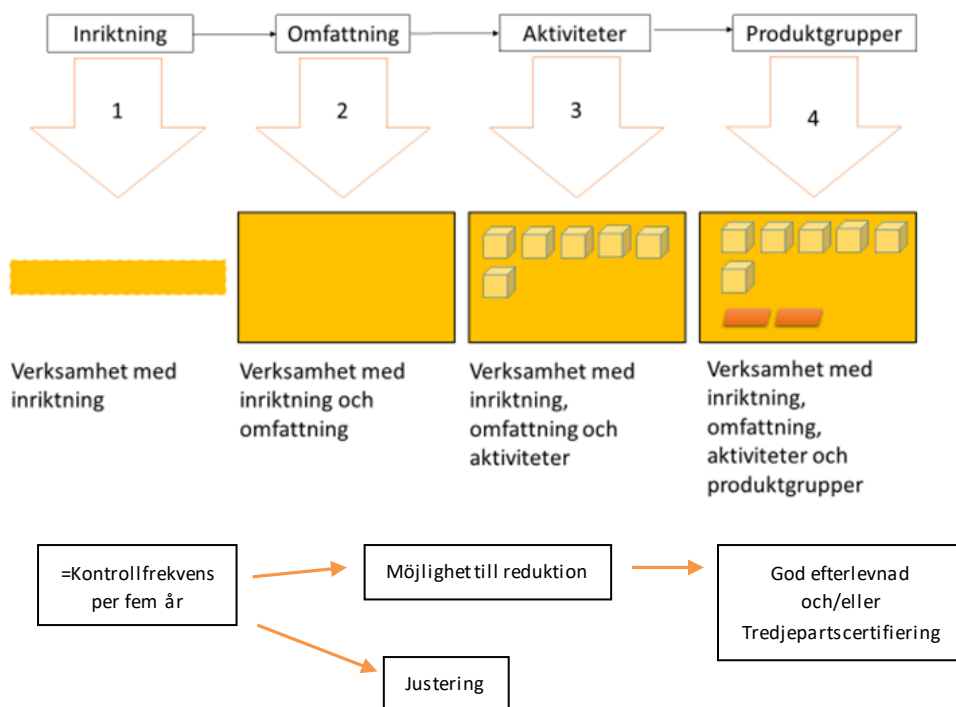 Inriktning
Omfattning
Aktiviteter
Produktgrupper
1
2
3
4
Verksamhet med
inriktning
Verksamhet med
inriktning och
omfattning
Verksamhet med
inriktning,
omfattning och
aktiviteter
Verksamhet med
inriktning,
omfattning,
aktiviteter och
produktgrupper
=Kontrollfrekvens
per fem år
Möjlighet till reduktion
God efterlevnad
och/eller
Tredjepartscertifiering
Justering